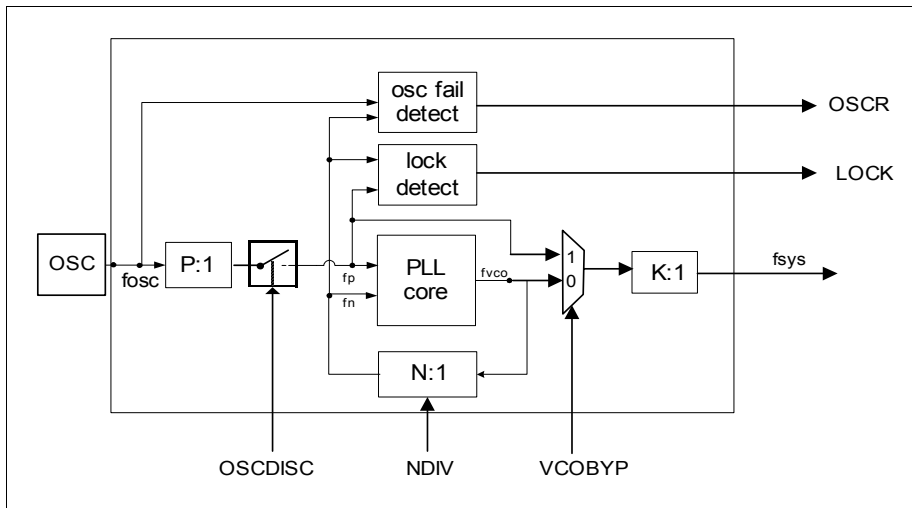 osc fail
detect
OSCR
lock
detect
LOCK
OSC
fosc
P:1
fp
fn
PLL
core
fvco
1
0
K:1
fsys
N:1
OSCDISC
NDIV
VCOBYP